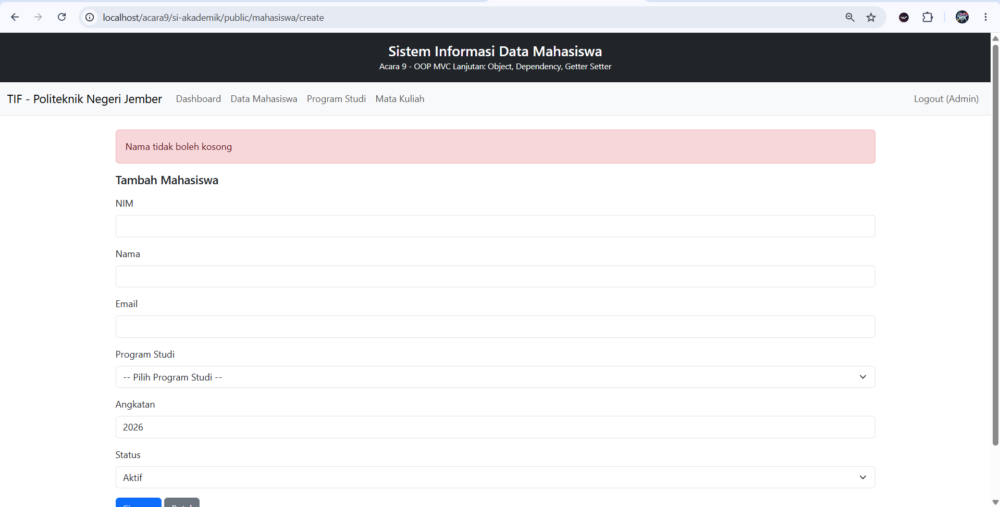 localhost/acara9/si-akademik/public/mahasiswa/create
Sistem Informasi Data Mahasiswa
Acara 9 - OOP MVC Lanjutan: Object, Dependency, Getter Setter
TIF - Politeknik Negeri Jember Dashboard Data Mahasiswa Program Studi Mata Kuliah Logout (Admin)
Nama tidak boleh kosong
Tambah Mahasiswa
NIM
Nama
Email
Program Studi
-- Pilih Program Studi --
Angkatan
2026
Status
Aktif